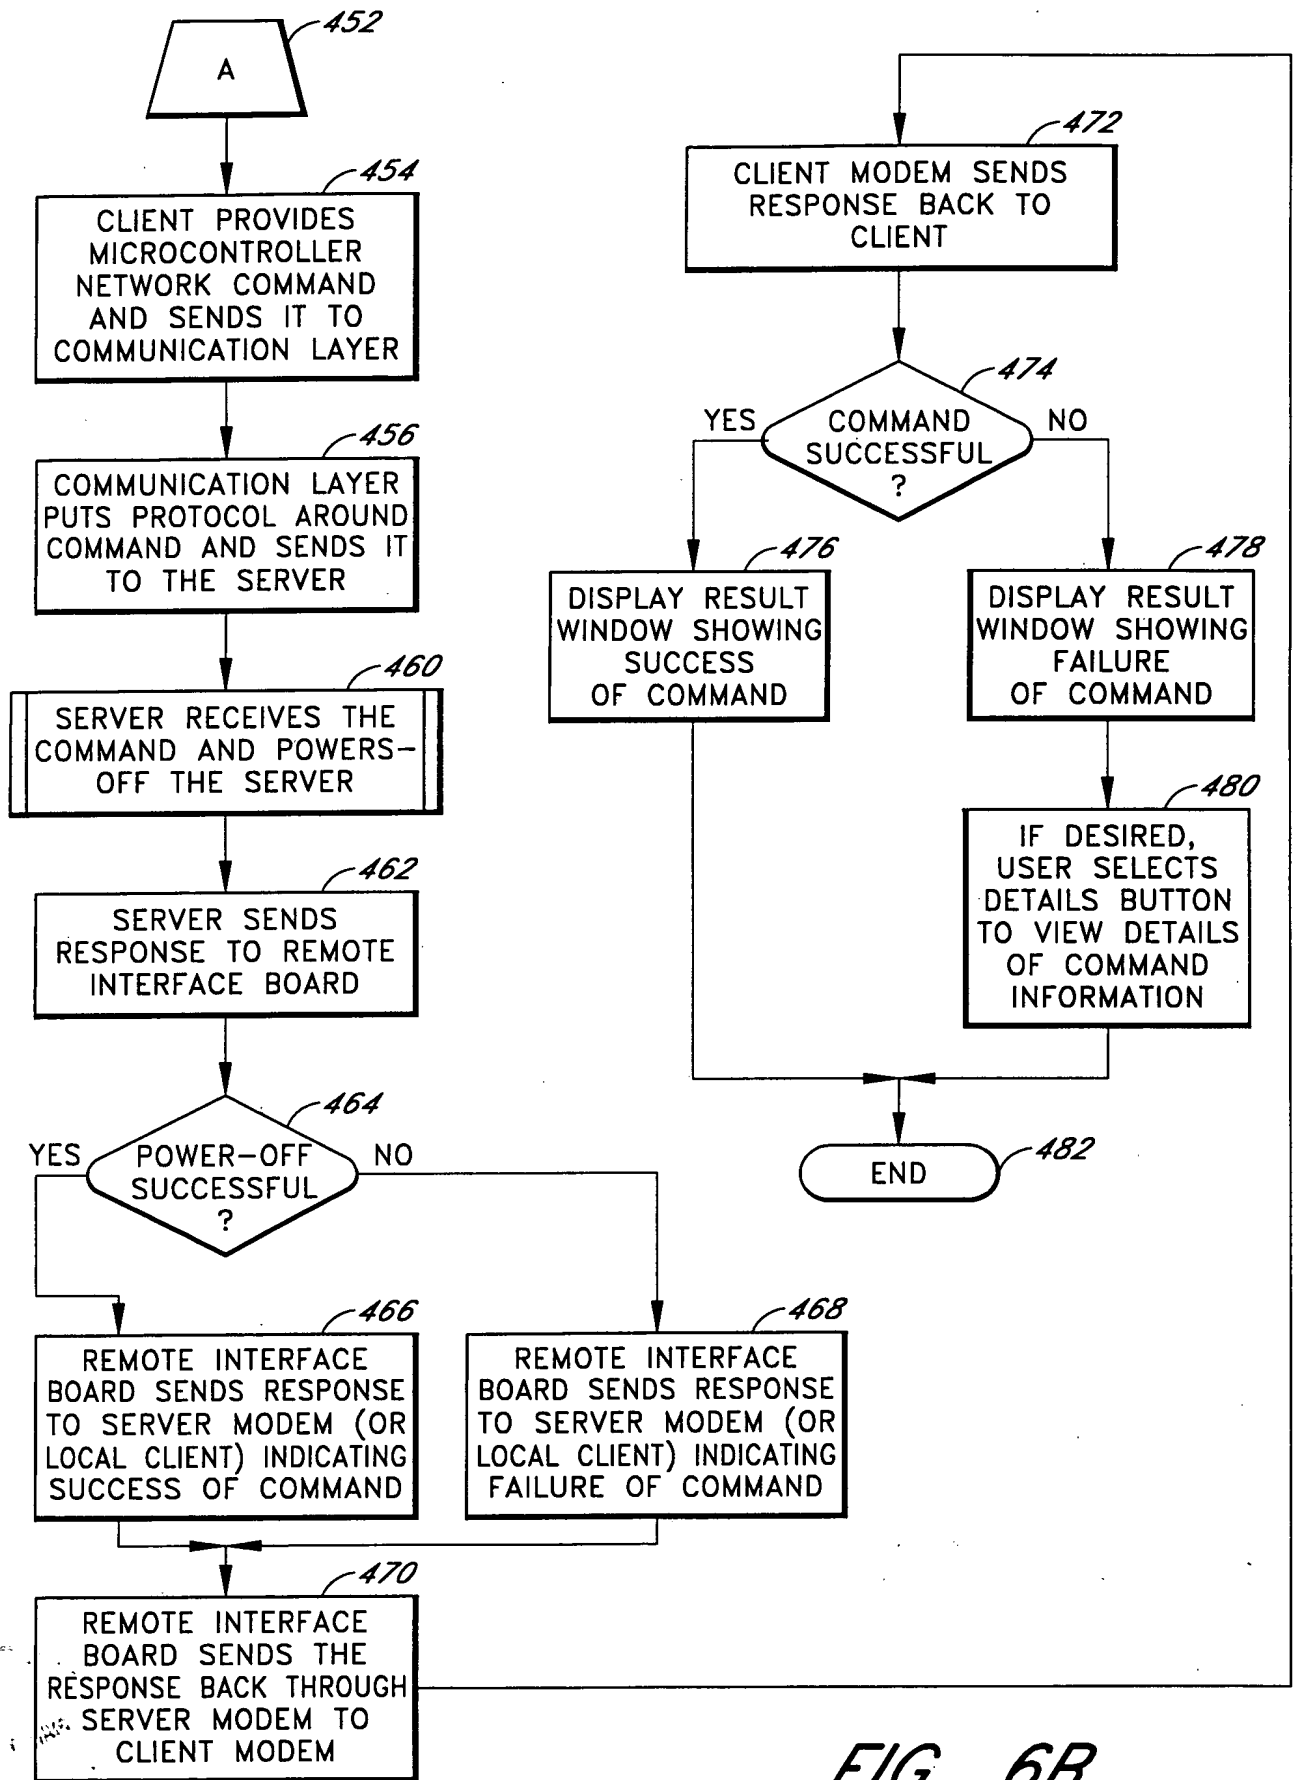 452
A
454
CLIENT PROVIDES
MICROCONTROLLER
NETWORK COMMAND
AND SENDS IT TO
COMMUNICATION LAYER
456
COMMUNICATION LAYER
PUTS PROTOCOL AROUND
COMMAND AND SENDS IT
TO THE SERVER
460
SERVER RECEIVES THE
COMMAND AND POWERS-
OFF THE SERVER
462
SERVER SENDS
RESPONSE TO REMOTE
INTERFACE BOARD
464
YES
POWER-OFF
SUCCESSFUL
?
NO
466
REMOTE INTERFACE
BOARD SENDS RESPONSE
TO SERVER MODEM (OR
LOCAL CLIENT) INDICATING
SUCCESS OF COMMAND
468
REMOTE INTERFACE
BOARD SENDS RESPONSE
TO SERVER MODEM (OR
LOCAL CLIENT) INDICATING
FAILURE OF COMMAND
470
REMOTE INTERFACE
BOARD SENDS THE
RESPONSE BACK THROUGH
SERVER MODEM TO
CLIENT MODEM
472
CLIENT MODEM SENDS
RESPONSE BACK TO
CLIENT
474
YES
COMMAND
SUCCESSFUL
?
NO
476
DISPLAY RESULT
WINDOW SHOWING
SUCCESS
OF COMMAND
478
DISPLAY RESULT
WINDOW SHOWING
FAILURE
OF COMMAND
480
IF DESIRED,
USER SELECTS
DETAILS BUTTON
TO VIEW DETAILS
OF COMMAND
INFORMATION
END
482
FIG. 6B